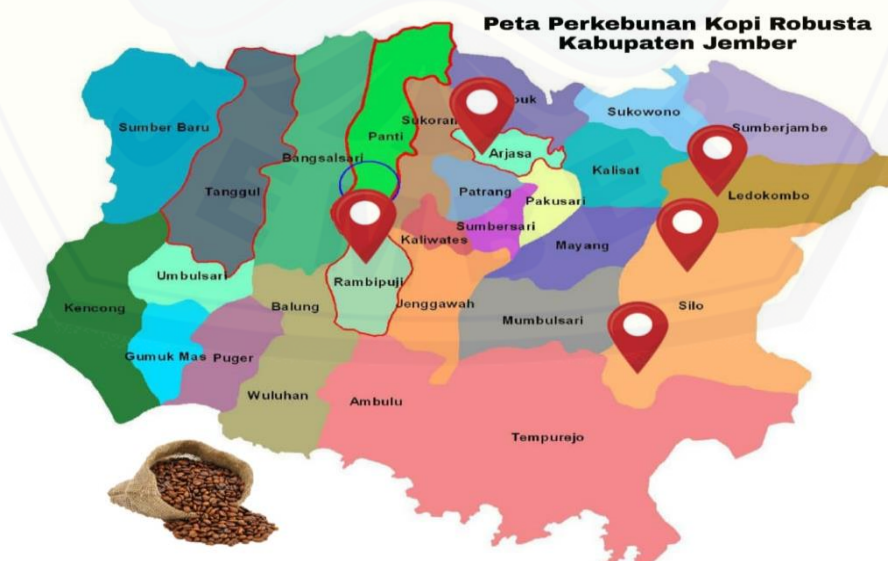 Peta Perkebunan Kopi Robusta
Kabupaten Jember
Sumber Baru
Tanggul
Bangsalsari
Panti
Arjasa
Sukowono
Sumberjambe
Kalisat
Ledokombo
Patrang
Pakusari
Sumbersari
Kaliwates
Mayang
Umbulsari
Rambipuji
Kencong
Balung
Jenggawah
Silo
Mumbulsari
Gumuk Mas
Puger
Wuluhan
Ambulu
Tempurejo